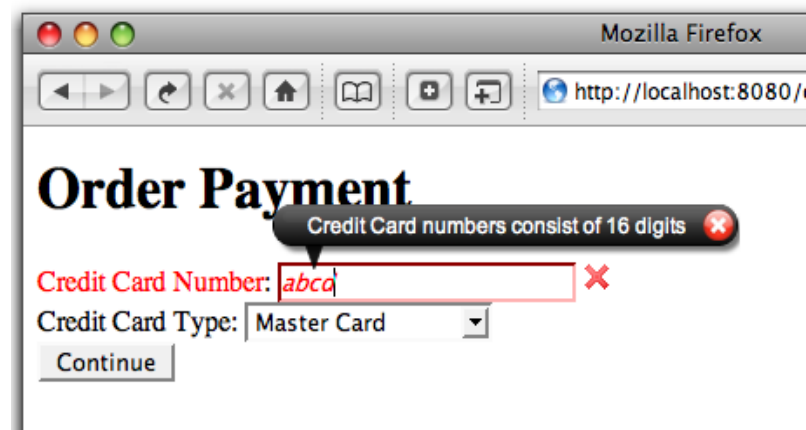 Mozilla Firefox
http://localhost:8080/
Order Payment
Credit Card numbers consist of 16 digits
Credit Card Number: abcd
Credit Card Type: Master Card
Continue